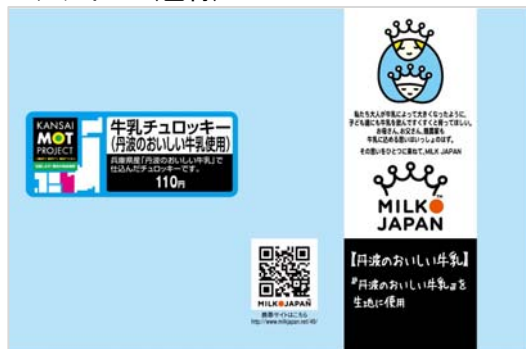 KANSAI
MOT
PROJECT
牛乳チュロッキー
(丹波のおいしい牛乳使用)
兵庫県産「丹波のおいしい牛乳」で
仕込んだチュロッキーです。
110円
私たち大人が牛乳によって大きくなったように、
子ども達にも牛乳を飲んですくすくと育ってほしい。
お母さん、お父さん、酪農家も
牛乳に込める思いはいっしょのはず。
その思いをひとつに束ねて、MILK JAPAN
MILK
JAPAN
【丹波のおいしい牛乳】
『丹波のおいしい牛乳』を
生地に使用
MILK JAPAN
携帯サイトはこちら
http://www.milkjapan.net/49/